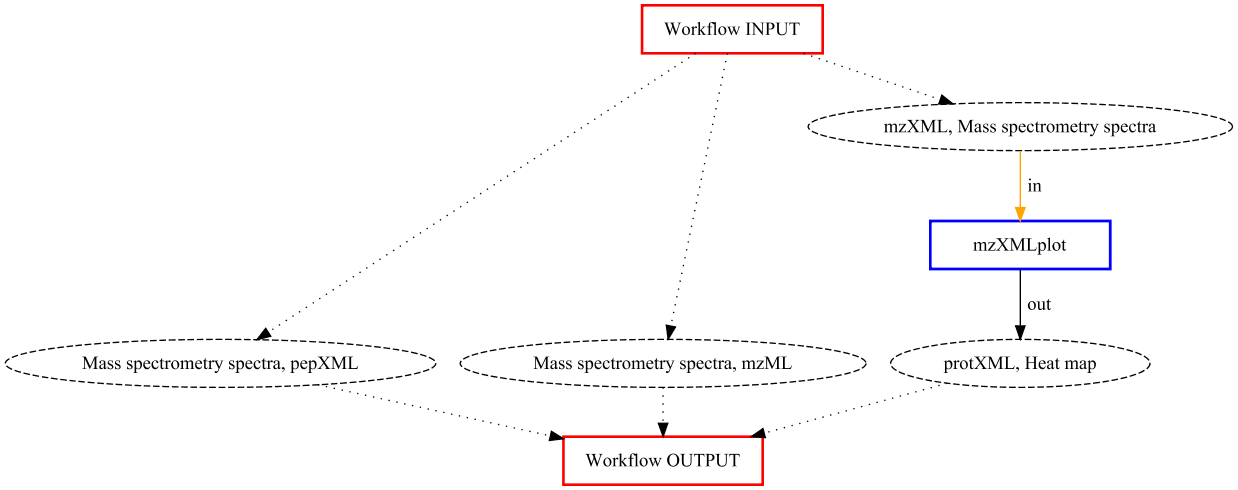 Workflow INPUT
mzXML, Mass spectrometry spectra
in
mzXMLplot
out
Mass spectrometry spectra, pepXML
Mass spectrometry spectra, mzML
protXML, Heat map
Workflow OUTPUT